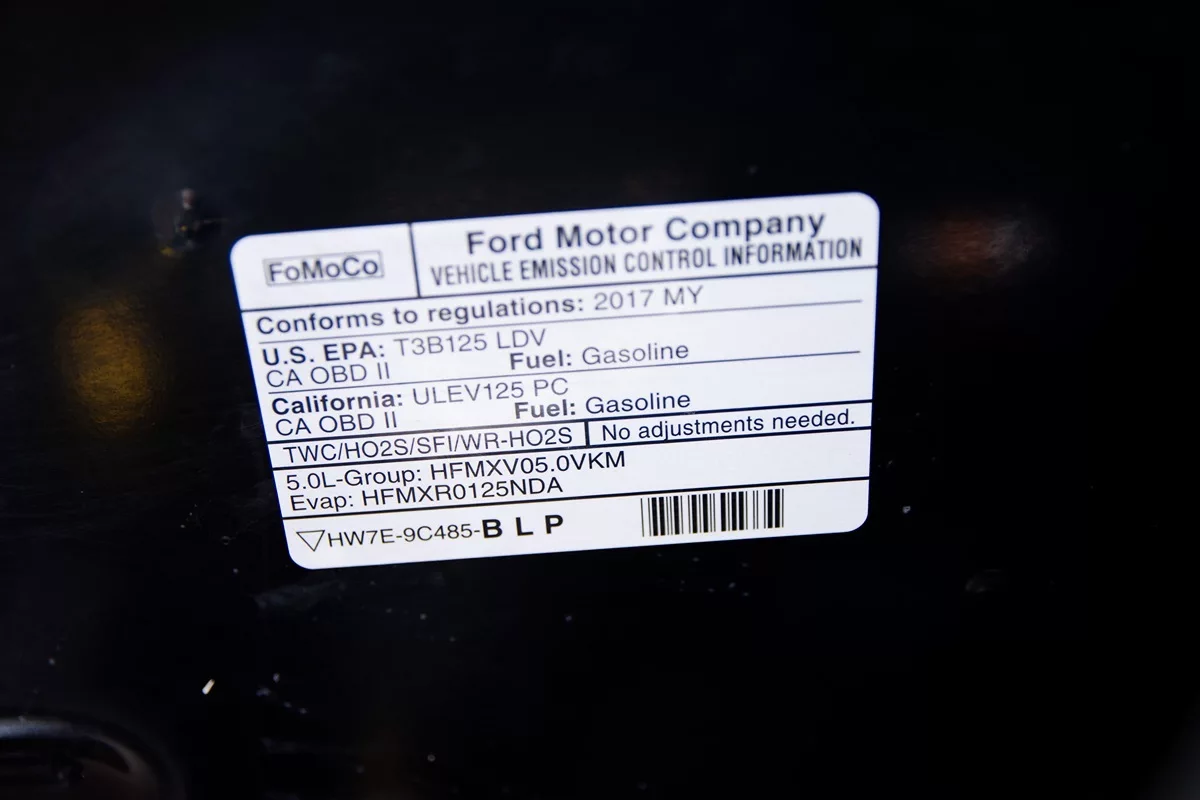 FoMoCo
Ford Motor Company
VEHICLE EMISSION CONTROL INFORMATION
Conforms to regulations: 2017 MY
U.S. EPA: T3B125 LDV
CA OBD II Fuel: Gasoline
California: ULEV125 PC
CA OBD II Fuel: Gasoline
TWC/HO2S/SFI/WR-HO2S No adjustments needed.
5.0L-Group: HFMXV05.0VKM
Evap: HFMXR0125NDA
HW7E-9C485-BLP